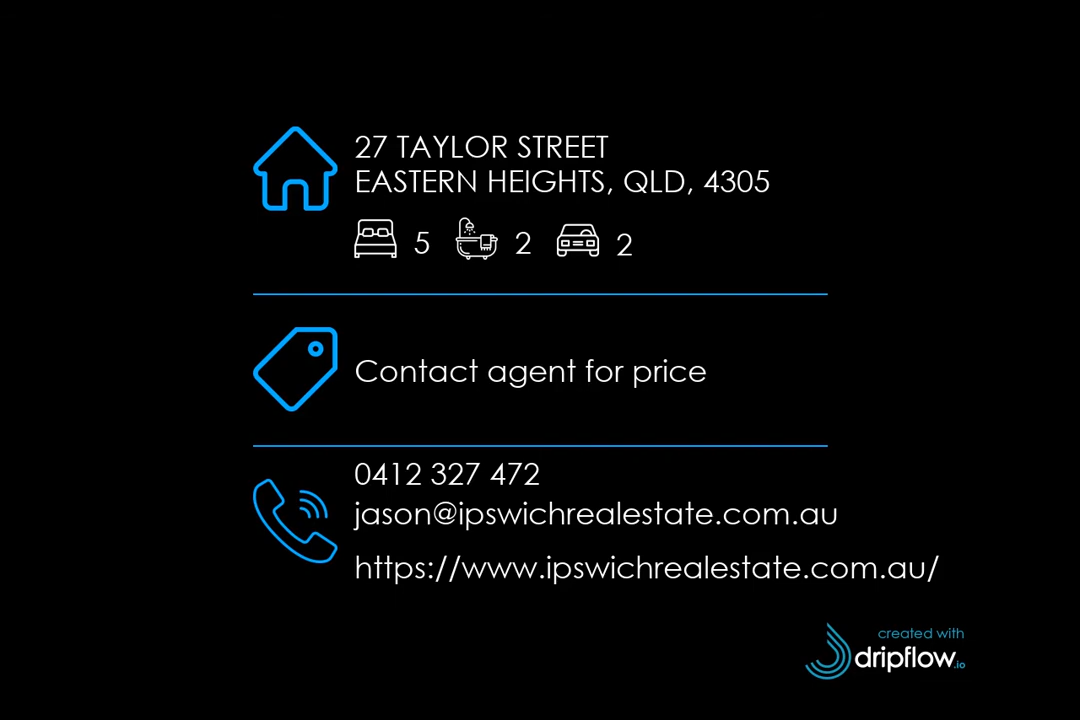 27 TAYLOR STREET
EASTERN HEIGHTS, QLD, 4305
5 2 2
Contact agent for price
0412 327 472
jason@ipswichrealestate.com.au
https://www.ipswichrealestate.com.au/
created with
dripflow.io